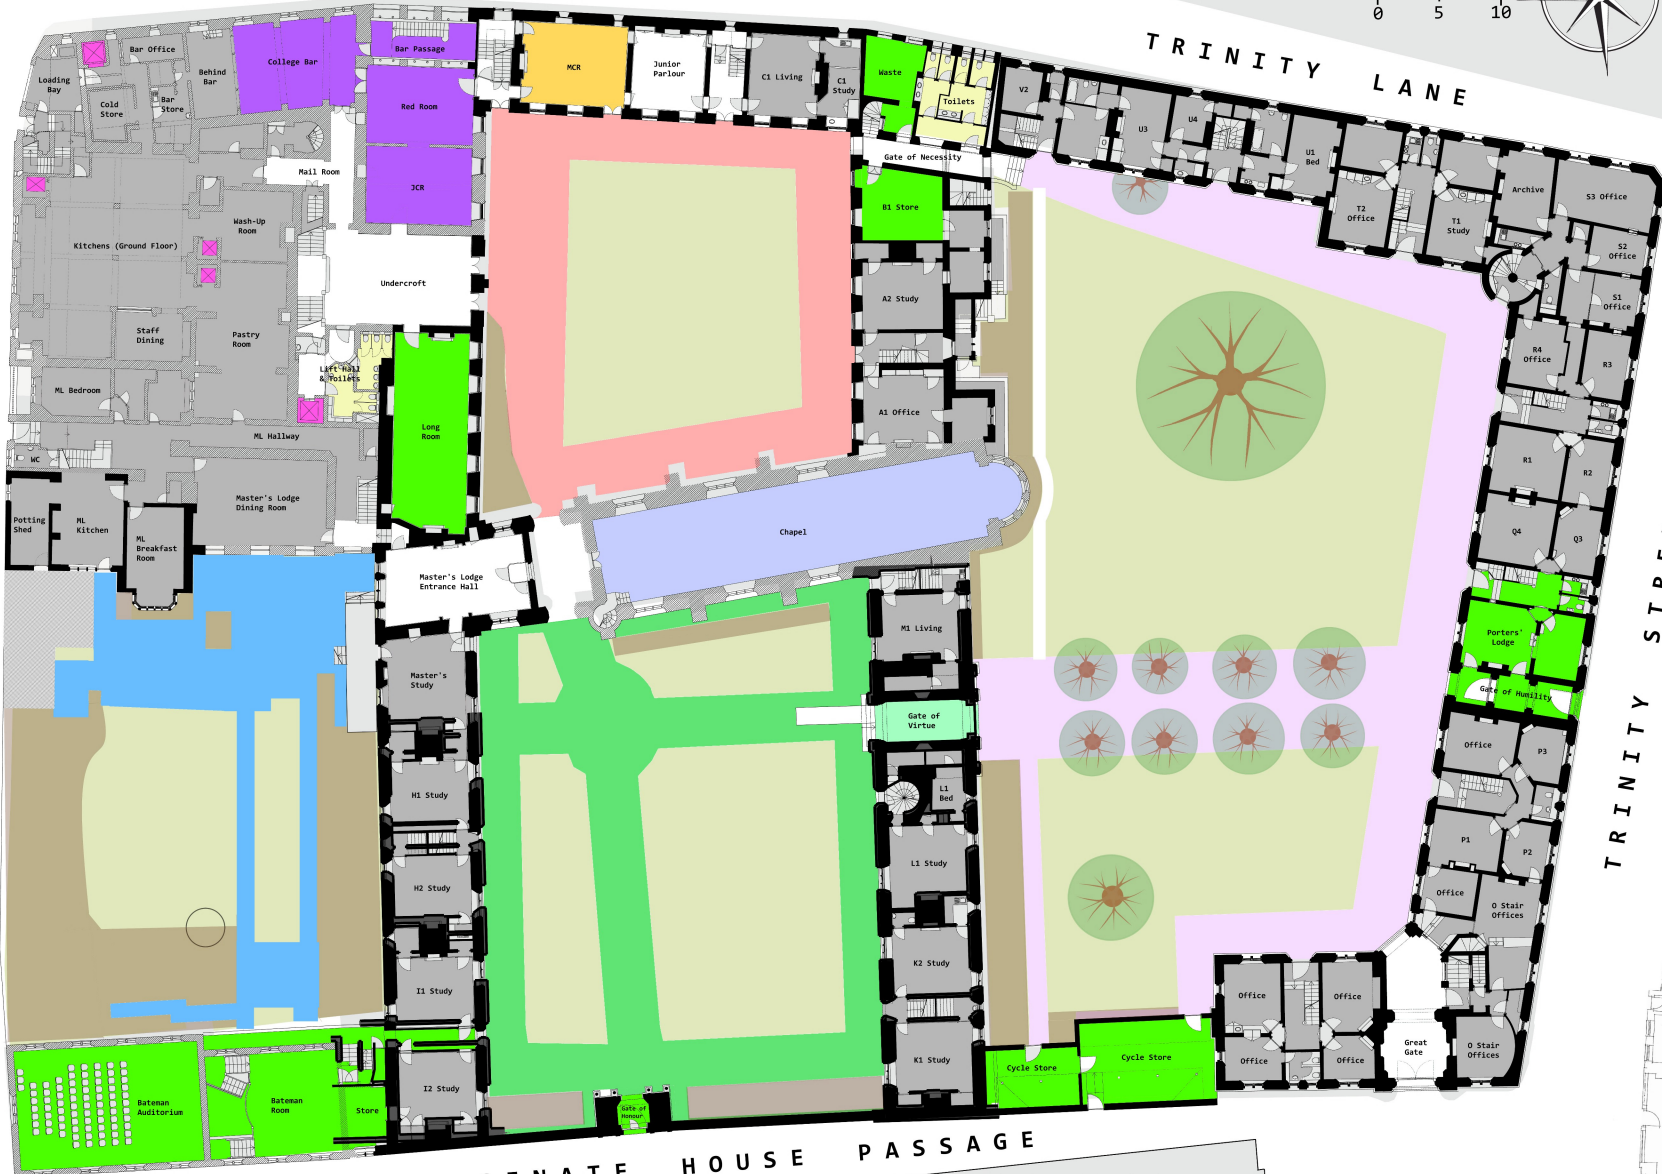 0 5 10
TRINITY LANE
Loading
Bay
Bar Office
Cold
Store
Bar
Store
Behind
Bar
College Bar
Bar Passage
Red Room
JCR
Mail Room
MCR
Junior
Parlour
C1 Living
C1
Study
Waste
Toilets
Gate of Necessity
V2
U3
U4
U1
Bed
T2
Office
T1
Study
Archive
S3 Office
S2
Office
S1
Office
R4
Office
R3
Kitchens (Ground Floor)
Wash-Up
Room
Undercroft
B1 Store
A2 Study
A1 Office
Staff
Dining
Pastry
Room
Lift Hall
& Toilets
ML Bedroom
ML Hallway
WC
Long
Room
Master's Lodge
Dining Room
Potting
Shed
ML
Kitchen
ML
Breakfast
Room
Chapel
Master's Lodge
Entrance Hall
R1
R2
Q4
Q3
Porters'
Lodge
Gate of Humility
Master's
Study
M1 Living
Gate of
Virtue
H1 Study
L1
Bed
H2 Study
L1 Study
I1 Study
K2 Study
I2 Study
K1 Study
Office
P3
P1
P2
Office
O Stair
Offices
Office
Office
Office
Office
Great
Gate
O Stair
Offices
Cycle Store
Cycle Store
Bateman
Auditorium
Bateman
Room
Store
Gate of
Honour
TRINITY STREE
ENATE HOUSE PASSAGE